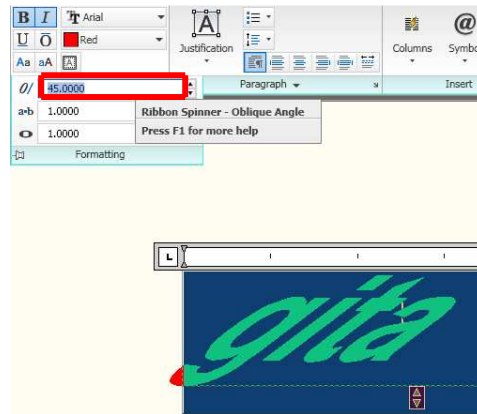 B I Arial
U O Red
Aa aA A
Justification
Columns
Symbo
0/ 45.0000
Paragraph
Insert
a•b 1.0000
Ribbon Spinner - Oblique Angle
Press F1 for more help
1.0000
Formatting
L
gita